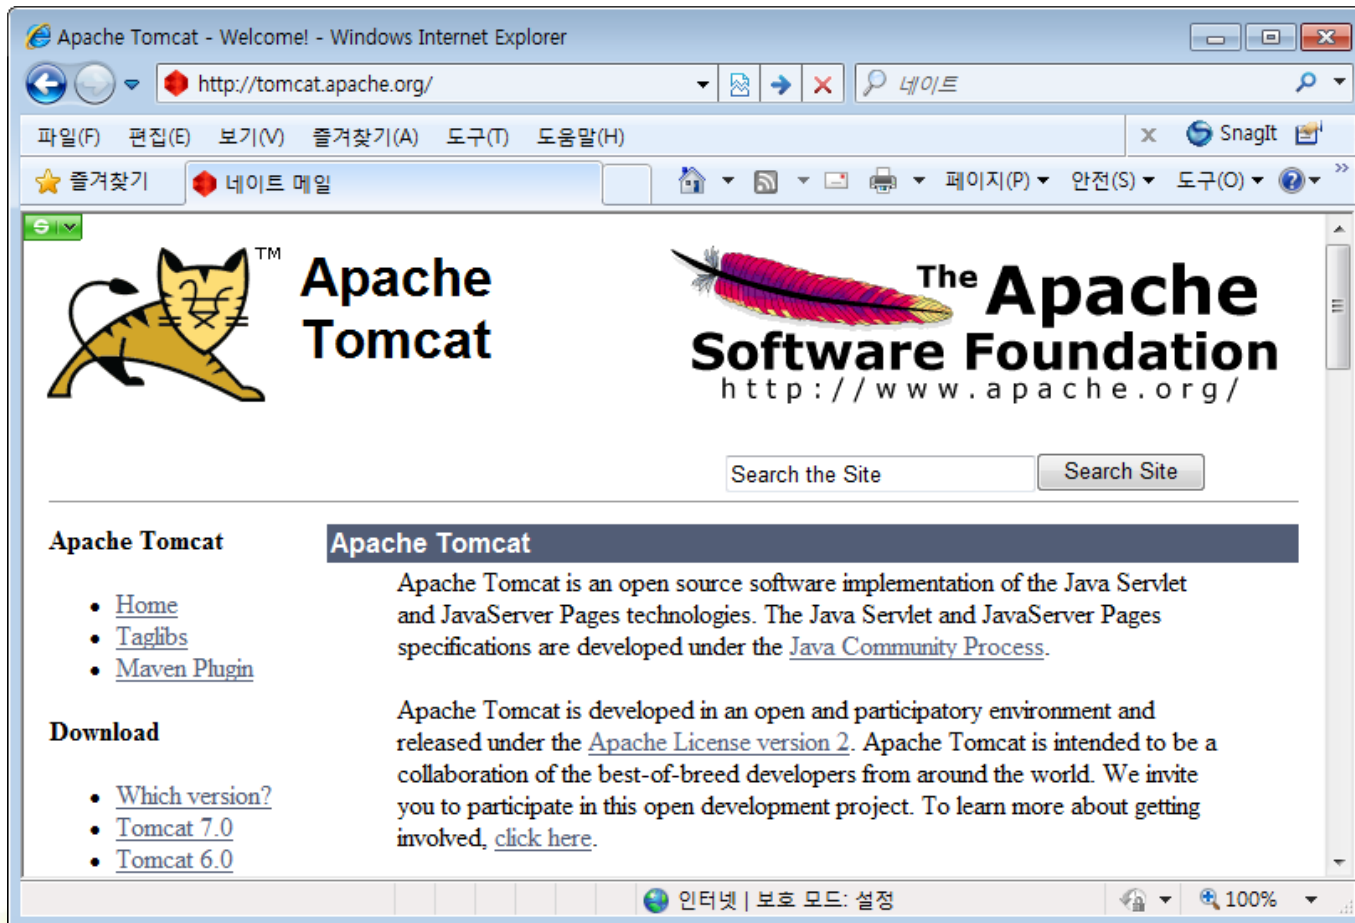 Apache Tomcat - Welcome! - Windows Internet Explorer
http://tomcat.apache.org/
네이트
파일(F) 편집(E) 보기(V) 즐겨찾기(A) 도구(T) 도움말(H)
x SnagIt
즐겨찾기 네이트 메일 페이지(P) 안전(S) 도구(O)
S
TM
Apache
Tomcat
The Apache
Software Foundation
http://www.apache.org/
Search the Site Search Site
Apache Tomcat
Home
Taglibs
Maven Plugin
Download
Which version?
Tomcat 7.0
Tomcat 6.0
Apache Tomcat
Apache Tomcat is an open source software implementation of the Java Servlet
and JavaServer Pages technologies. The Java Servlet and JavaServer Pages
specifications are developed under the Java Community Process.
Apache Tomcat is developed in an open and participatory environment and
released under the Apache License version 2. Apache Tomcat is intended to be a
collaboration of the best-of-breed developers from around the world. We invite
you to participate in this open development project. To learn more about getting
involved, click here.
인터넷 | 보호 모드: 설정 100%